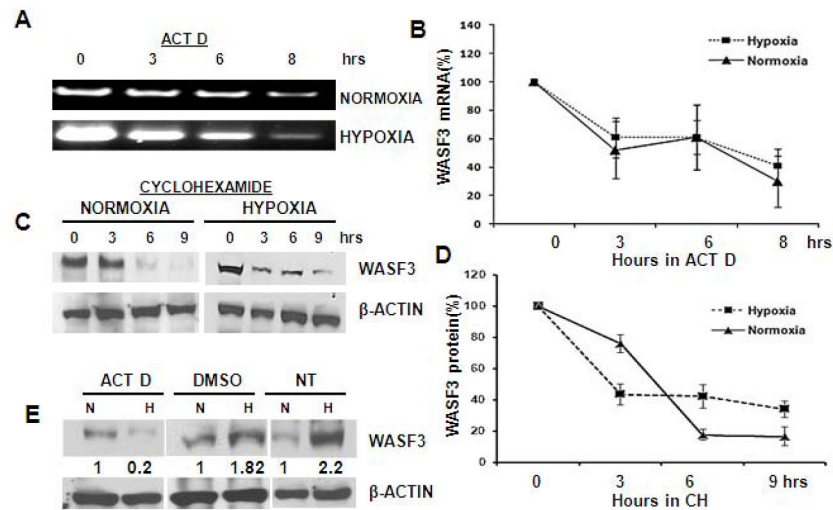 A
ACT D
0 3 6 8 hrs
NORMOXIA
HYPOXIA
B
WASF3 mRNA(%)
140
120
100
80
60
40
20
0
Hypoxia
Normoxia
0 3 6 8
Hours in ACT D
C
CYCLOHEXAMIDE
NORMOXIA HYPOXIA
0 3 6 9 0 3 6 9 hrs
WASF3
β-ACTIN
D
WASF3 protein(%)
120
100
80
60
40
20
0
Hypoxia
Normoxia
0 3 6 9 hrs
Hours in CH
E
ACT D DMSO NT
N H N H N H
WASF3
1 0.2 1 1.82 1 2.2
β-ACTIN